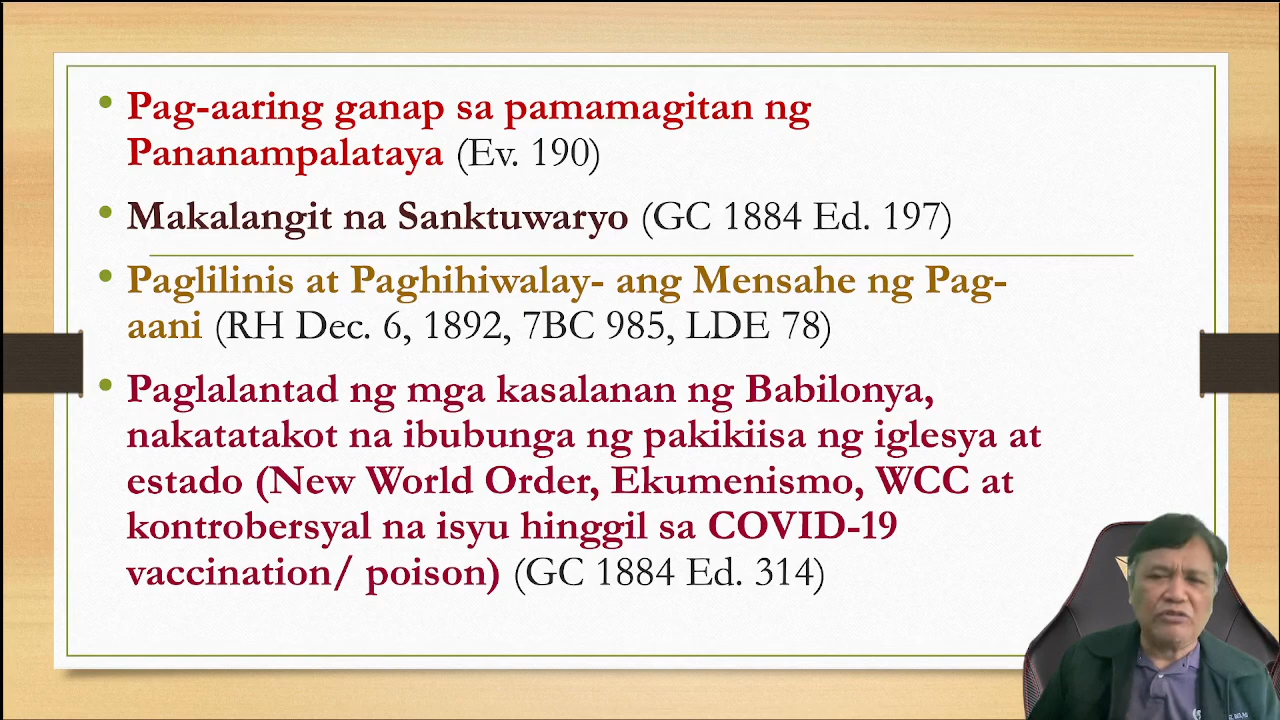 • Pag-aaring ganap sa pamamagitan ng
Pananampalataya (Ev. 190)
• Makalangit na Sanktuwaryo (GC 1884 Ed. 197)
• Paglilinis at Paghihiwalay- ang Mensahe ng Pag-
aani (RH Dec. 6, 1892, 7BC 985, LDE 78)
• Paglalantad ng mga kasalanan ng Babilonya,
nakatatakot na ibubunga ng pakikiisa ng iglesya at
estado (New World Order, Ekumenismo, WCC at
kontrobersyal na isyu hinggil sa COVID-19
vaccination/ poison) (GC 1884 Ed. 314)